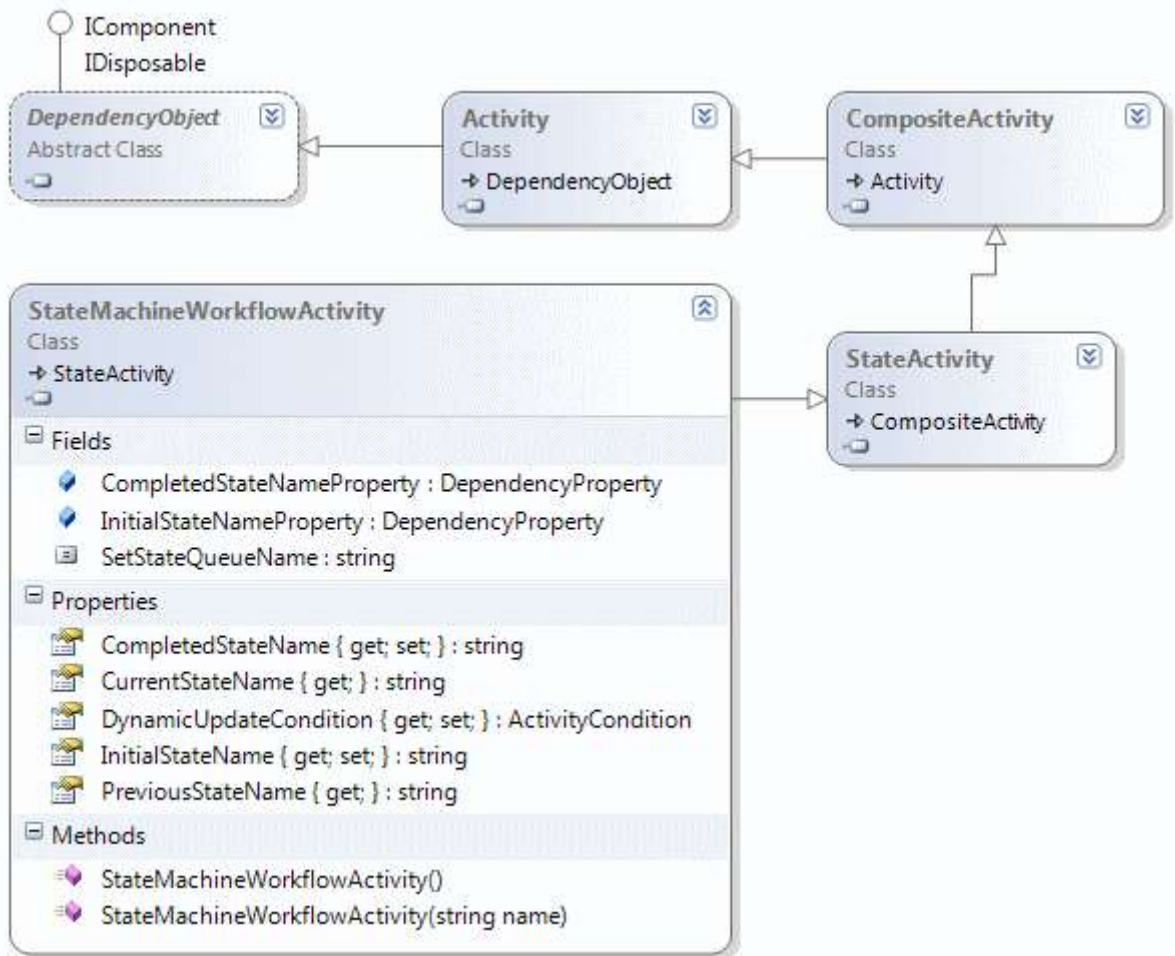 IComponent
IDisposable
DependencyObject
Abstract Class
Activity
Class
DependencyObject
CompositeActivity
Class
Activity
StateMachineWorkflowActivity
Class
StateActivity
StateActivity
Class
CompositeActivity
Fields
CompletedStateNameProperty : DependencyProperty
InitialStateNameProperty : DependencyProperty
SetStateQueueName : string
Properties
CompletedStateName { get; set; } : string
CurrentStateName { get; } : string
DynamicUpdateCondition { get; set; } : ActivityCondition
InitialStateName { get; set; } : string
PreviousStateName { get; } : string
Methods
StateMachineWorkflowActivity()
StateMachineWorkflowActivity(string name)